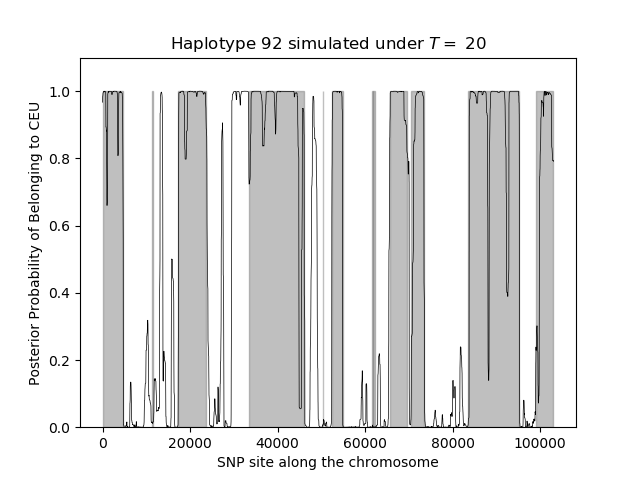 Haplotype 92 simulated under T = 20
Posterior Probability of Belonging to CEU
1.0
0.8
0.6
0.4
0.2
0.0
0 20000 40000 60000 80000 100000
SNP site along the chromosome